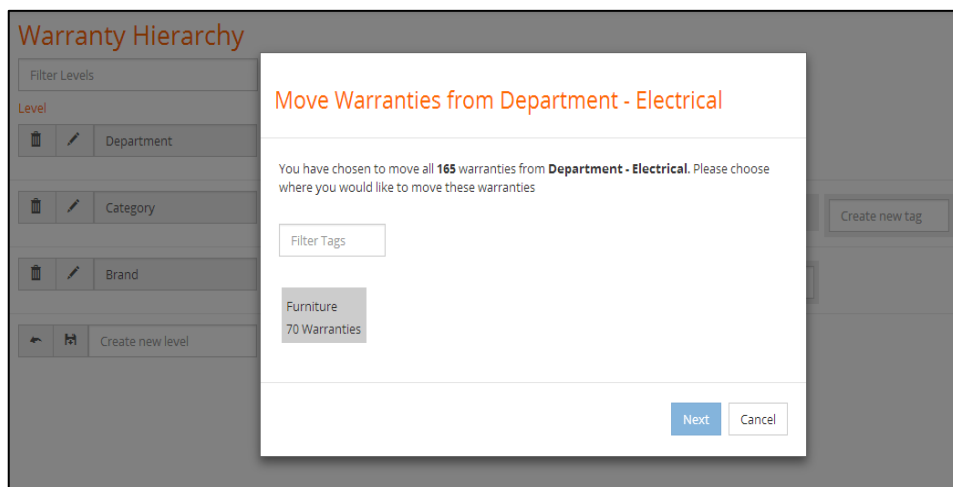 Warranty Hierarchy
Filter Levels
Level
Department
Category
Create new tag
Brand
Create new level
Move Warranties from Department - Electrical
You have chosen to move all 165 warranties from Department - Electrical. Please choose
where you would like to move these warranties
Filter Tags
Furniture
70 Warranties
Next
Cancel